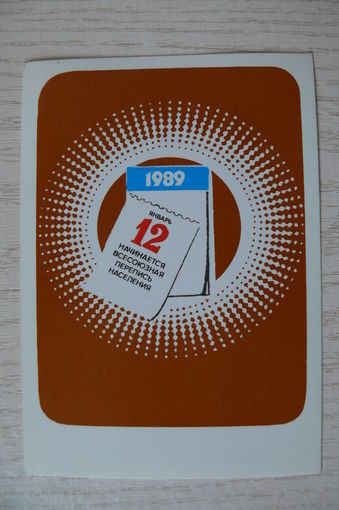 1989
ЯНВАРЬ
12
НАЧИНАЕТСЯ
ВСЕСОЮЗНАЯ
ПЕРЕПИСЬ
НАСЕЛЕНИЯ